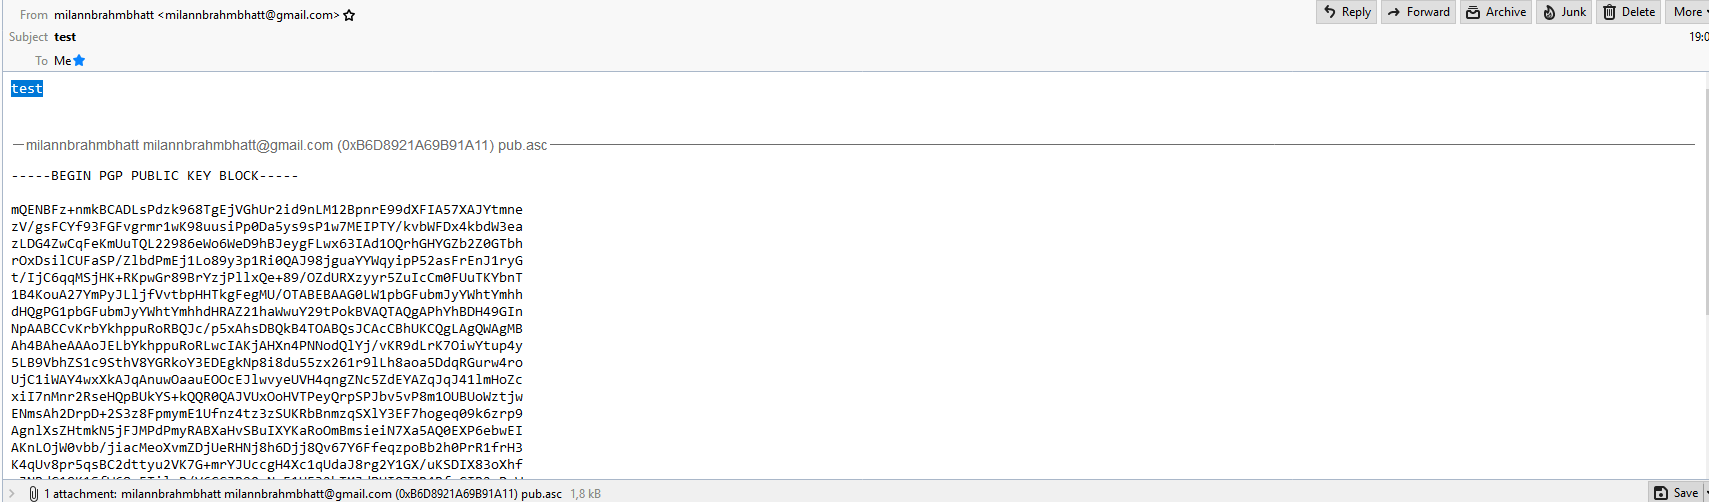 From milannbrahmbhatt <milannbrahmbhatt@gmail.com>
Reply Forward Archive Junk Delete More
Subject test
19:0
To Me
test
milannbrahmbhatt milannbrahmbhatt@gmail.com (0xB6D8921A69B91A11) pub.asc
-----BEGIN PGP PUBLIC KEY BLOCK-----
mQENBFz+nmkBCADLsPdzk968TgEjVGhUr2id9nLM12BpnrE99dXFIA57XAJYtmne
zV/gsFCYf93FGFvgrmr1wK98uusiPp0Da5ys9sP1w7MEIPTY/kvbWFDx4kbdW3ea
zLDG4ZwCqFeKmUuTQL22986eWo6WeD9hBJeygFLwx63IAd1OQrhGHYGZb2Z0GTbh
rOxDsilCUFaSP/ZlbdPmEj1Lo89y3p1Ri0QAJ98jguaYYWqyipP52asFrEnJ1ryG
t/IjC6qqMSjHK+RKpwGr89BrYzjPllxQe+89/OZdURXzyyr5ZuIcCm0FUuTKYbnT
1B4KouA27YmPyJLljfVvtbpHHTkgFegMU/OTABEBAAG0LW1pbGFubmJyYWhtYmhh
dHQgPG1pbGFubmJyYWhtYmhhdHRAZ21haWwuY29tPokBVAQTAQgAPhYhBDH49GIn
NpAABCCvKrbYkhppuRoRBQJc/p5xAhsDBQkB4TOABQsJCAcCBhUKCQgLAgQWAgMB
Ah4BAheAAAoJELbYkhppuRoRLwcIAKjAHXn4PNNodQlYj/vKR9dLrK7OiwYtup4y
5LB9VbhZS1c9SthV8YGRkoY3EDEgkNp8i8du55zx261r9lLh8aoa5DdqRGurw4ro
UjC1iWAY4wxXkAJqAnuwOaauEOOcEJlwvyeUVH4qngZNc5ZdEYAZqJqJ41lmHoZc
xiI7nMnr2RseHQpBUkYS+kQQR0QAJVUxOoHVTPeyQrpSPJbv5vP8m1OUBUoWztjw
ENmsAh2DrpD+2S3z8FpmymE1Ufnz4tz3zSUKRbBnmzqSXlY3EF7hogeq09k6zrp9
AgnlXsZHtmkN5jFJMPdPmyRABXaHvSBuIXYKaRoOmBmsieiN7Xa5AQ0EXP6ebwEI
AKnLOjW0vbb/jiacMeoXvmZDjUeRHNj8h6Djj8Qv67Y6FfeqzpoBb2h0PrR1frH3
K4qUv8pr5qsBC2dttyu2VK7G+mrYJUccgH4Xc1qUdaJ8rg2Y1GX/uKSDIX83oXhf
1 attachment: milannbrahmbhatt milannbrahmbhatt@gmail.com (0xB6D8921A69B91A11) pub.asc 1,8 kB
Save